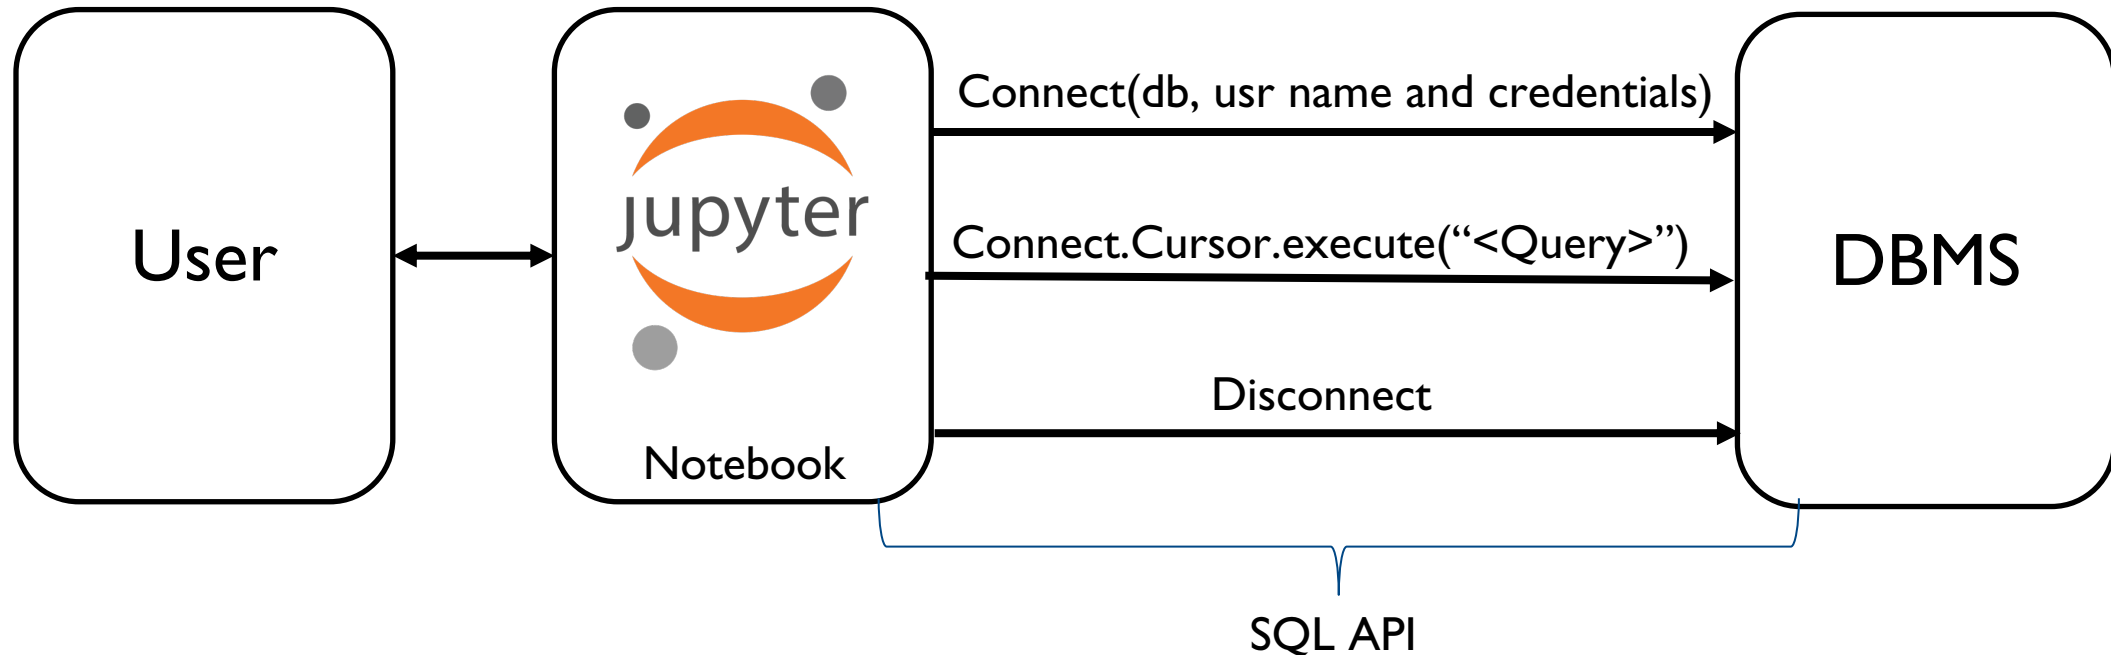 User
jupyter
Notebook
Connect(db, usr name and credentials)
Connect.Cursor.execute(“<Query>”)
Disconnect
DBMS
SQL API